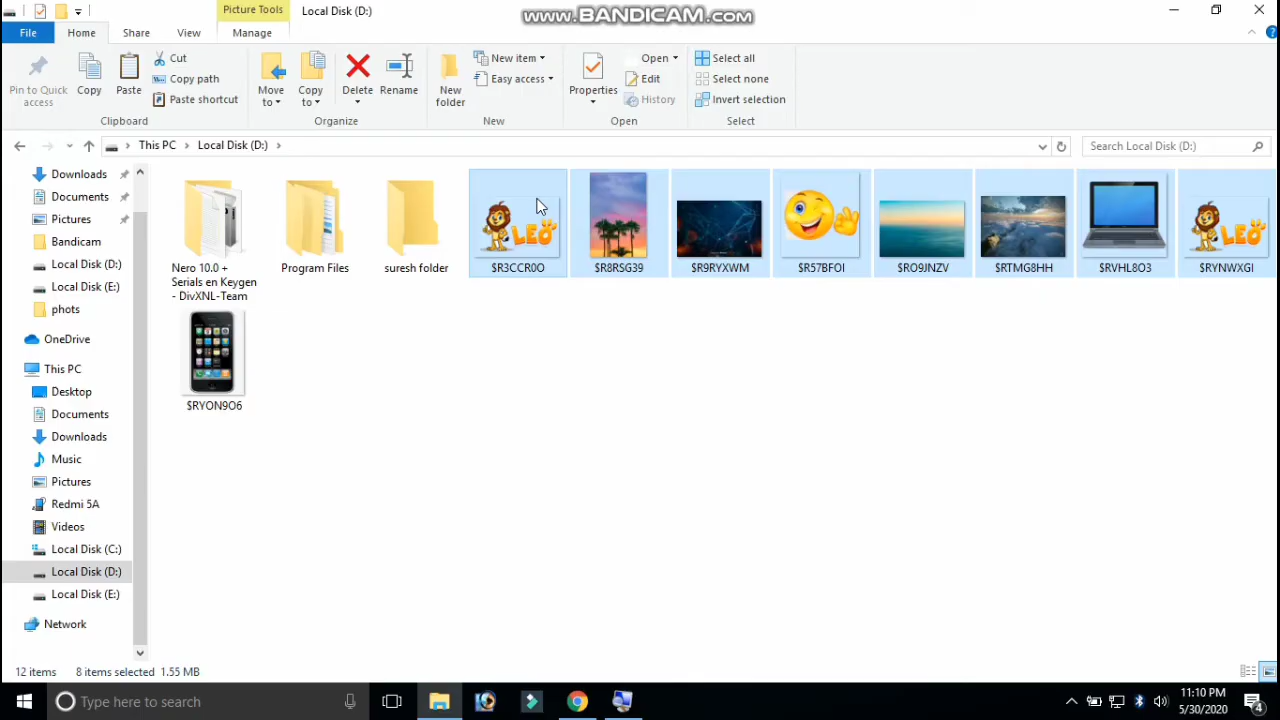 Picture Tools
Local Disk (D:)
www.BANDICAM.com
File
Home
Share
View
Manage
Pin to Quick
access
Copy
Paste
Cut
Copy path
Paste shortcut
Move
to
Copy
to
Delete
Rename
New
folder
New item
Easy access
Properties
Open
Edit
History
Select all
Select none
Invert selection
Clipboard
Organize
New
Open
Select
This PC
Local Disk (D:)
Search Local Disk (D:)
Downloads
Documents
Pictures
Bandicam
Local Disk (D:)
Local Disk (E:)
phots
OneDrive
This PC
Desktop
Documents
Downloads
Music
Pictures
Redmi 5A
Videos
Local Disk (C:)
Local Disk (D:)
Local Disk (E:)
Network
LEO
LEO
Nero 10.0 +
Serials en Keygen
- DivXNL-Team
Program Files
suresh folder
$R3CCR0O
$R8RSG39
$R9RYXWM
$R57BFOI
$RO9JNZV
$RTMG8HH
$RVHL8O3
$RYNWXGI
$RYON9O6
12 items
8 items selected 1.55 MB
Type here to search
11:10 PM
5/30/2020
4